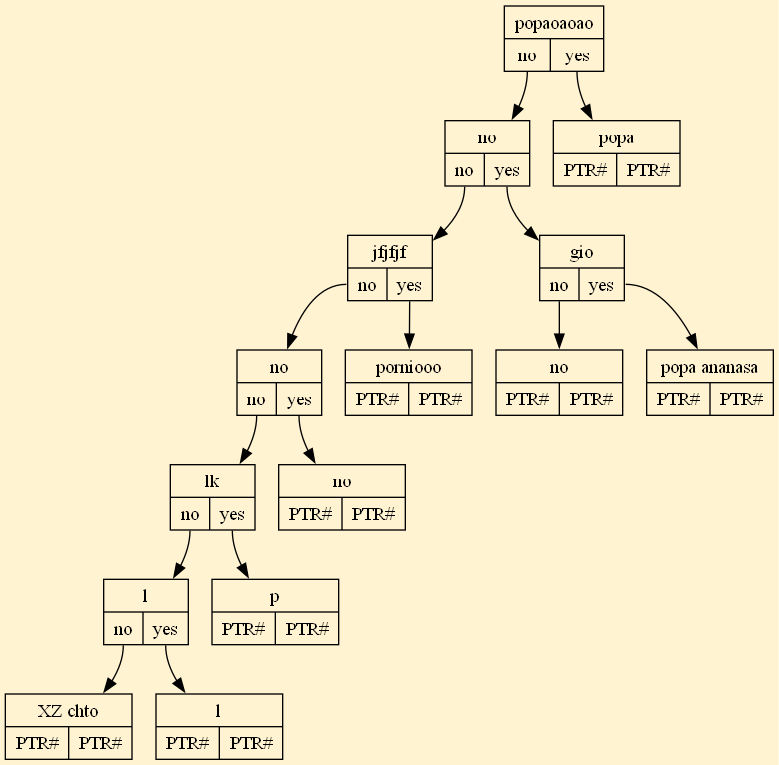 popaoaoao
no yes
no popa
no yes PTR# PTR#
jfjfjf gio
no yes no yes
no porniooo no popa ananasa
no yes PTR# PTR# PTR# PTR# PTR# PTR#
lk no
no yes PTR# PTR#
l p
no yes PTR# PTR#
XZ chto l
PTR# PTR# PTR# PTR#